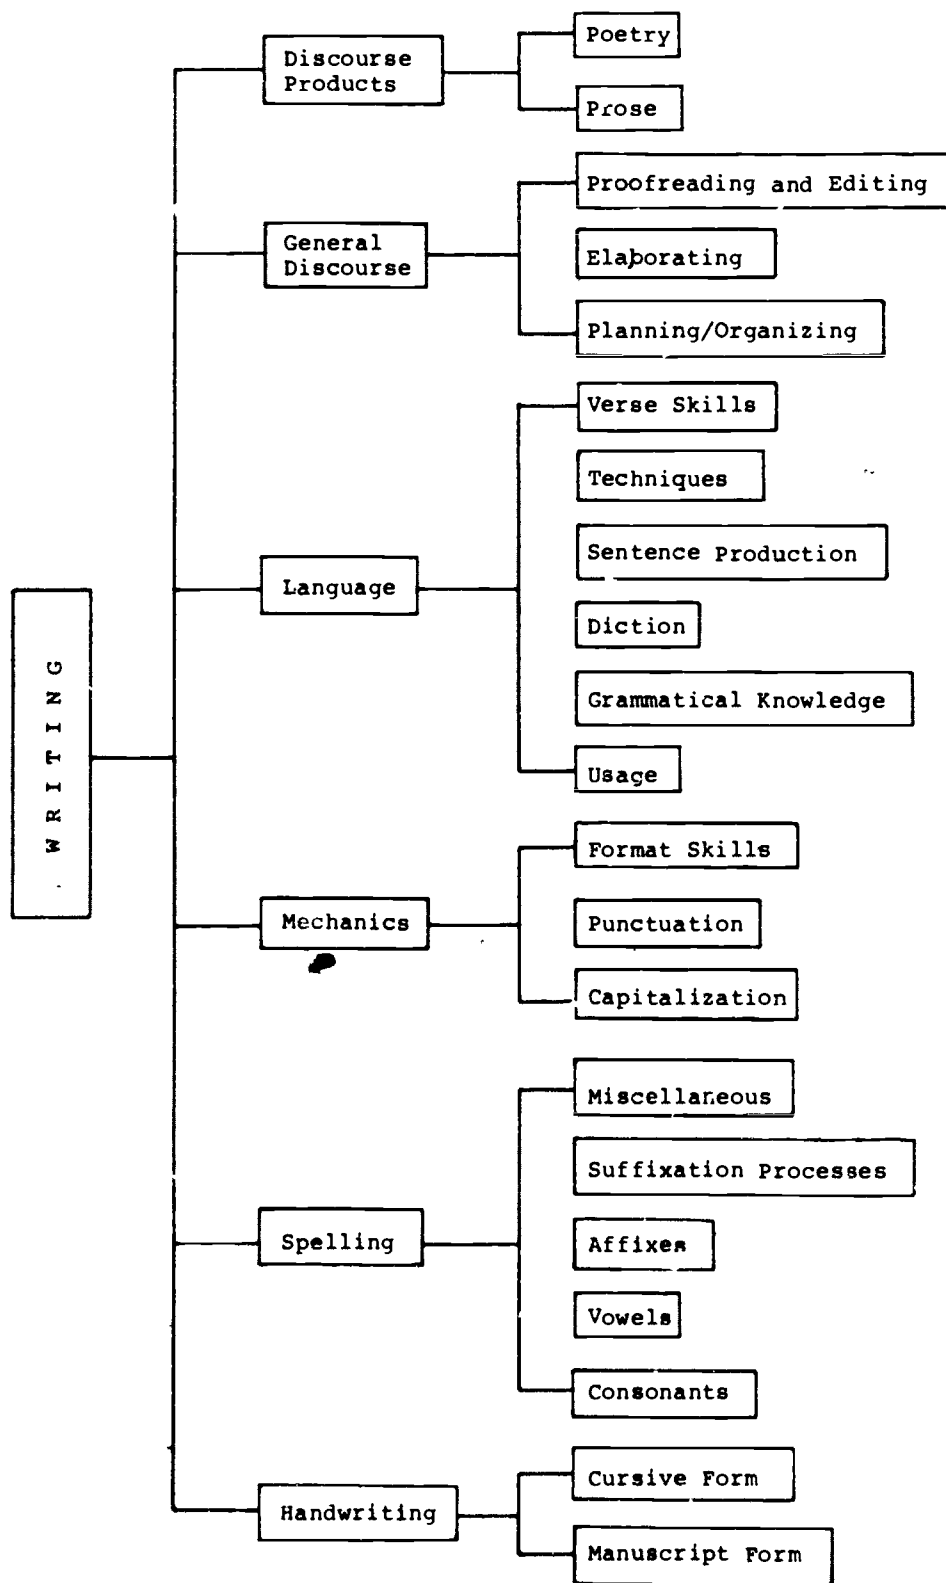 Discourse
Products
Poetry
Prose
General
Discourse
Proofreading and Editing
Elaborating
Planning/Organizing
Language
Verse Skills
Techniques
Sentence Production
Diction
Grammatical Knowledge
Usage
WRITING
Mechanics
Format Skills
Punctuation
Capitalization
Spelling
Miscellaneous
Suffixation Processes
Affixes
Vowels
Consonants
Handwriting
Cursive Form
Manuscript Form